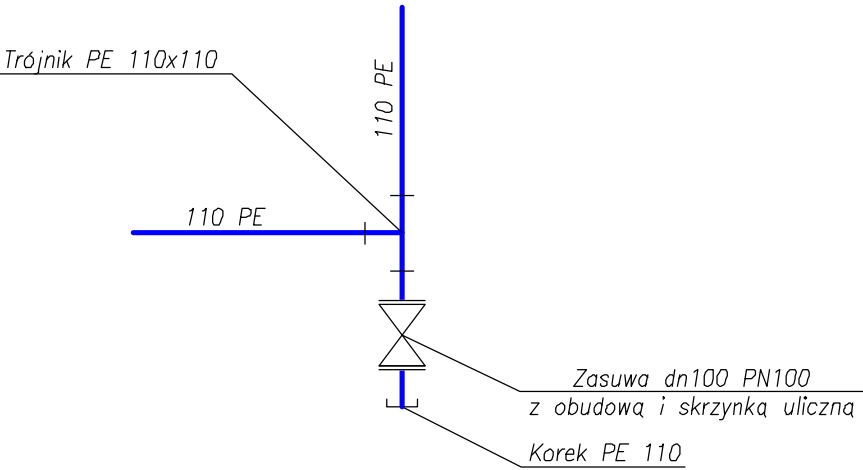 Trójnik PE 110x110
110 PE
110 PE
Zasuwa dn100 PN100
z obudową i skrzynką uliczną
Korek PE 110